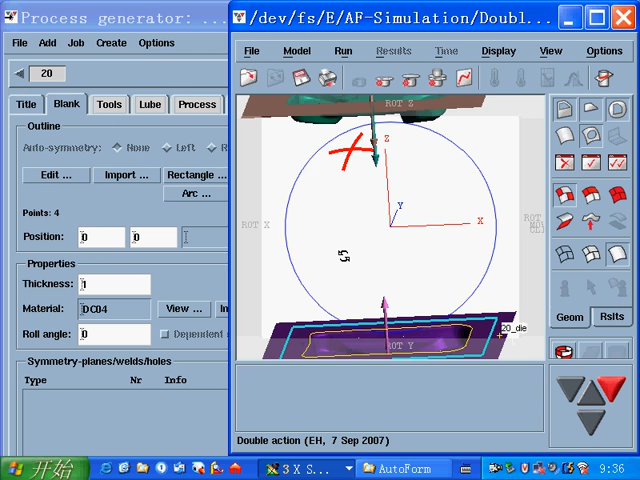 Process generator: ...
File Add Job Create Options
20
Title Blank Tools Lube Process
Outline
Auto-symmetry: None Left R
Edit ... Import ... Rectangle ...
Arc ...
Points: 4
Position: 0 0
Properties
Thickness: 1
Material: DC04 View ... In
Roll angle: 0 Dependent
Symmetry-planes/welds/holes
Type Nr Info
/dev/fs/E/AF-Simulation/Doubl...
File Model Run Results Time Display View Options
ROT Z
Z
Y
X
ROT X
ROT
20_die
ROT Y
Geom Rslts
Double action (EH, 7 Sep 2007)
开始
3 X S...
AutoForm
9:36